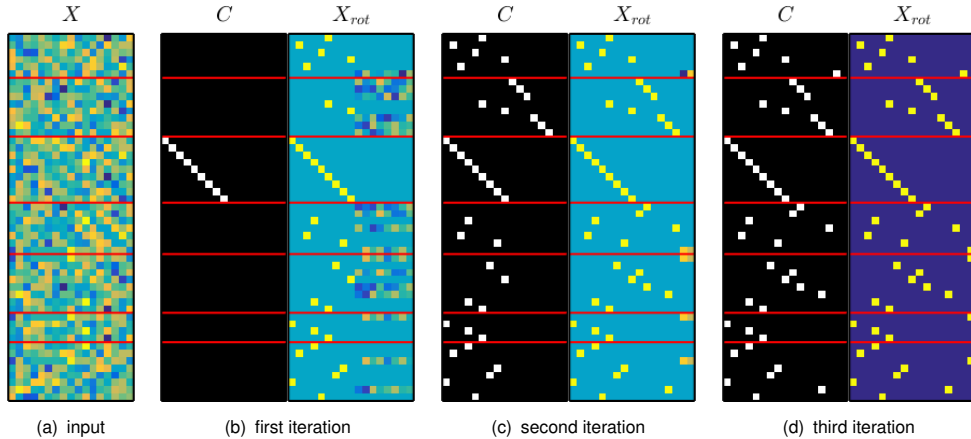 X C X_rot C X_rot C X_rot
(a) input (b) first iteration (c) second iteration (d) third iteration